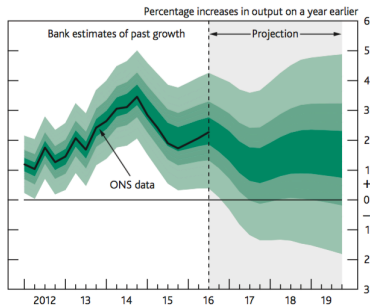 Percentage increases in output on a year earlier
Bank estimates of past growth
Projection
ONS data
6
5
4
3
2
1
+
0
–
1
2
3
2012 13 14 15 16 17 18 19